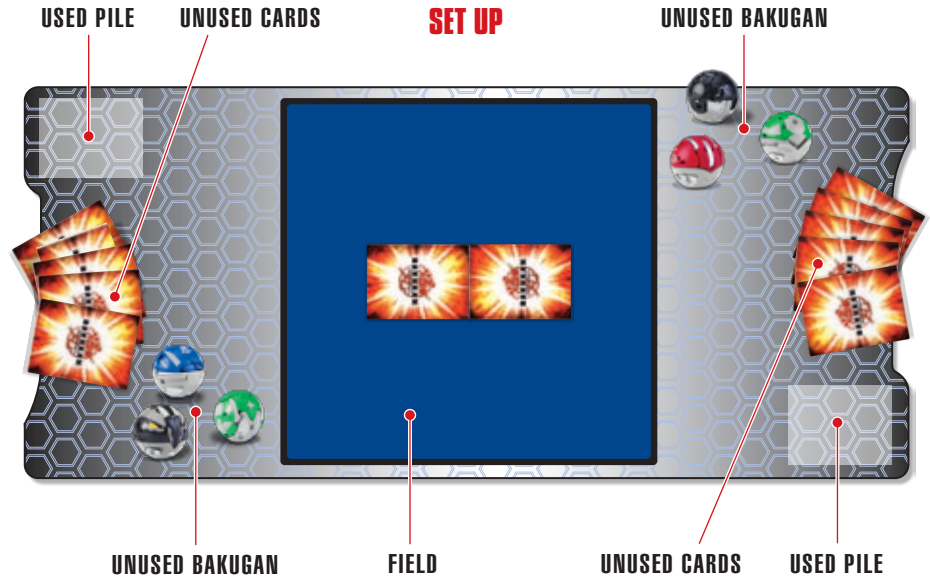 SET UP
USED PILE
UNUSED CARDS
UNUSED BAKUGAN
UNUSED BAKUGAN
FIELD
UNUSED CARDS
USED PILE